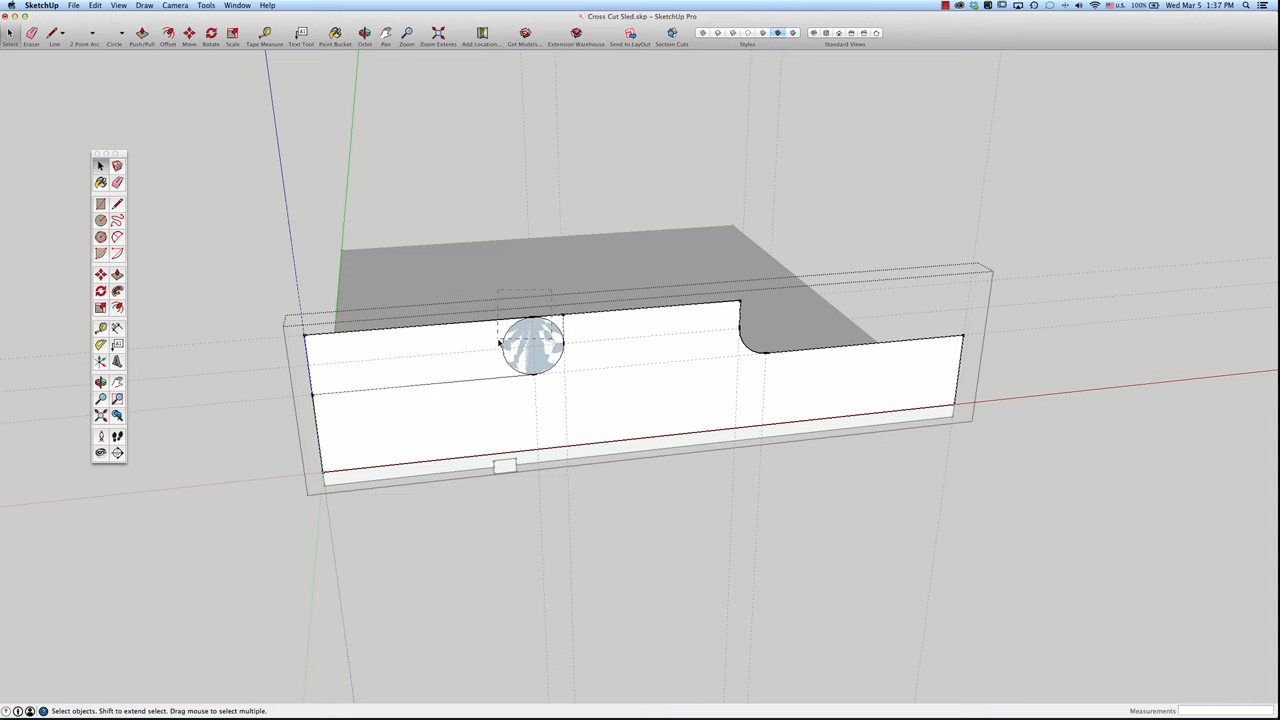 SketchUp File Edit View Draw Camera Tools Window Help
100% Wed Mar 5 1:37 PM
Cross Cut Sled.skp - SketchUp Pro
Select Eraser Line 2 Point Arc Circle Push/Pull Offset Move Rotate Scale Tape Measure Text Tool Paint Bucket Orbit Pan Zoom Zoom Extents Add Location... Get Models... Extension Warehouse Send to LayOut Section Cuts Styles Standard Views
Select objects. Shift to extend select. Drag mouse to select multiple.
Measurements